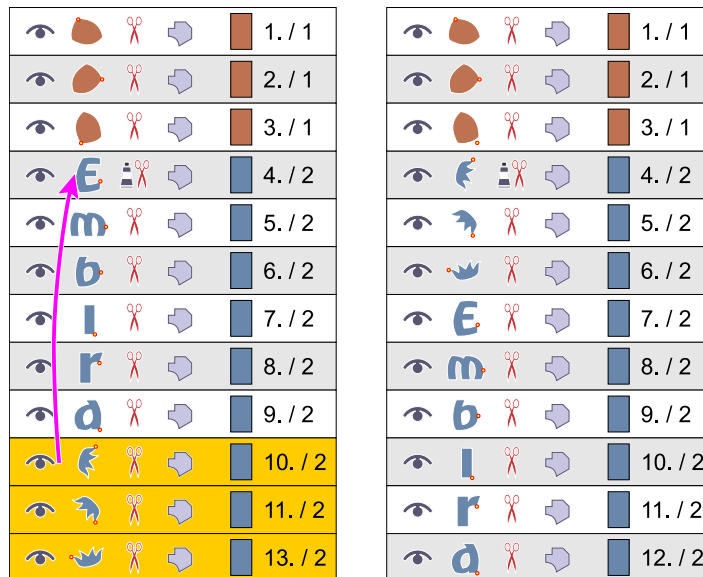 1. / 1
2. / 1
3. / 1
E 4. / 2
m 5. / 2
b 6. / 2
ı 7. / 2
r 8. / 2
d 9. / 2
10. / 2
11. / 2
13. / 2
1. / 1
2. / 1
3. / 1
4. / 2
5. / 2
6. / 2
E 7. / 2
m 8. / 2
b 9. / 2
ı 10. / 2
r 11. / 2
d 12. / 2